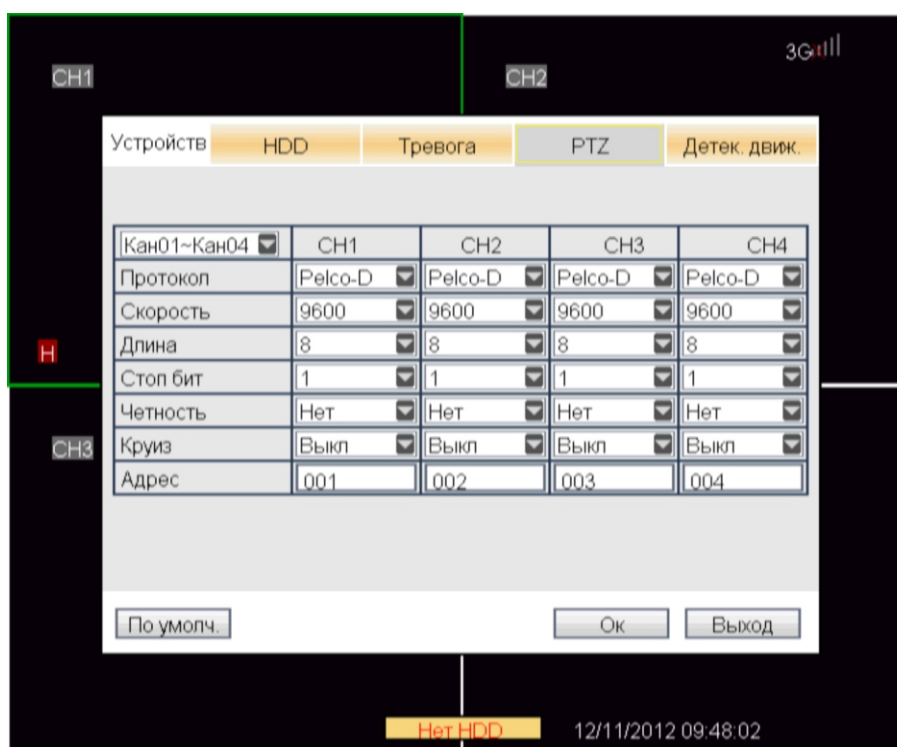 3G
CH1 CH2
Устройств HDD Тревога PTZ Детек. движ.
Кан01~Кан04 CH1 CH2 CH3 CH4
Протокол Pelco-D Pelco-D Pelco-D Pelco-D
Скорость 9600 9600 9600 9600
Длина 8 8 8 8
H
Стоп бит 1 1 1 1
Четность Нет Нет Нет Нет
CH3
Круиз Выкл Выкл Выкл Выкл
Адрес 001 002 003 004
По умолч. Ок Выход
Нет HDD 12/11/2012 09:48:02